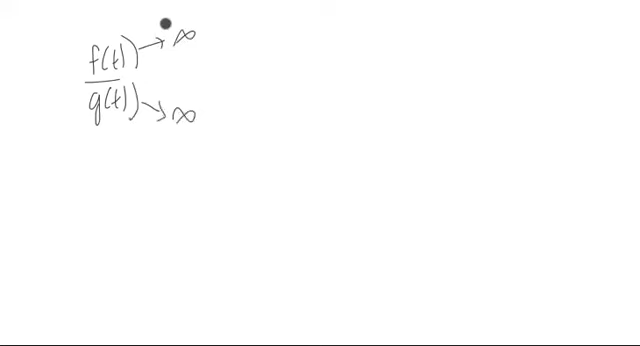 f(t) → ∞
g(t) → ∞